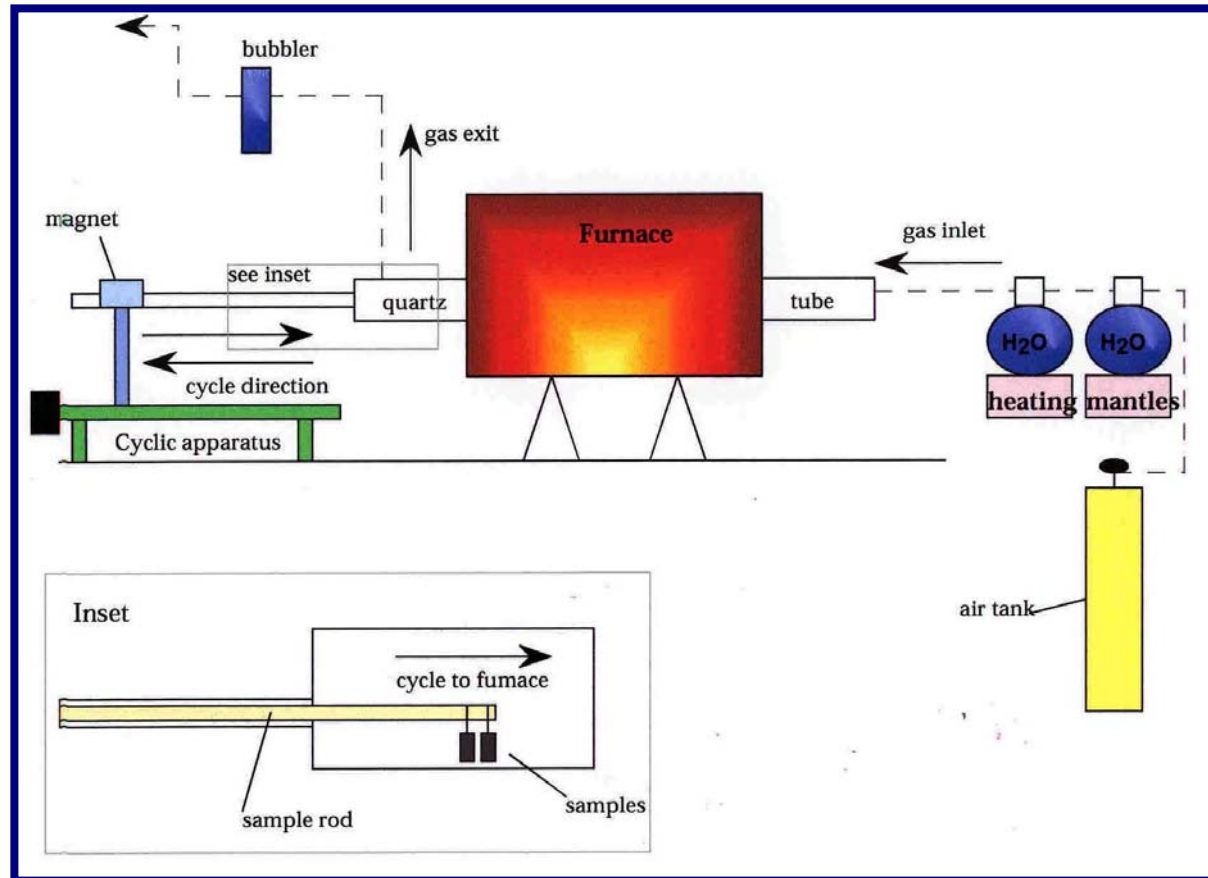 bubbler
gas exit
magnet
Furnace
gas inlet
see inset
quartz
tube
H2O
H2O
cycle direction
heating
mantles
Cyclic apparatus
Inset
air tank
cycle to furnace
samples
sample rod